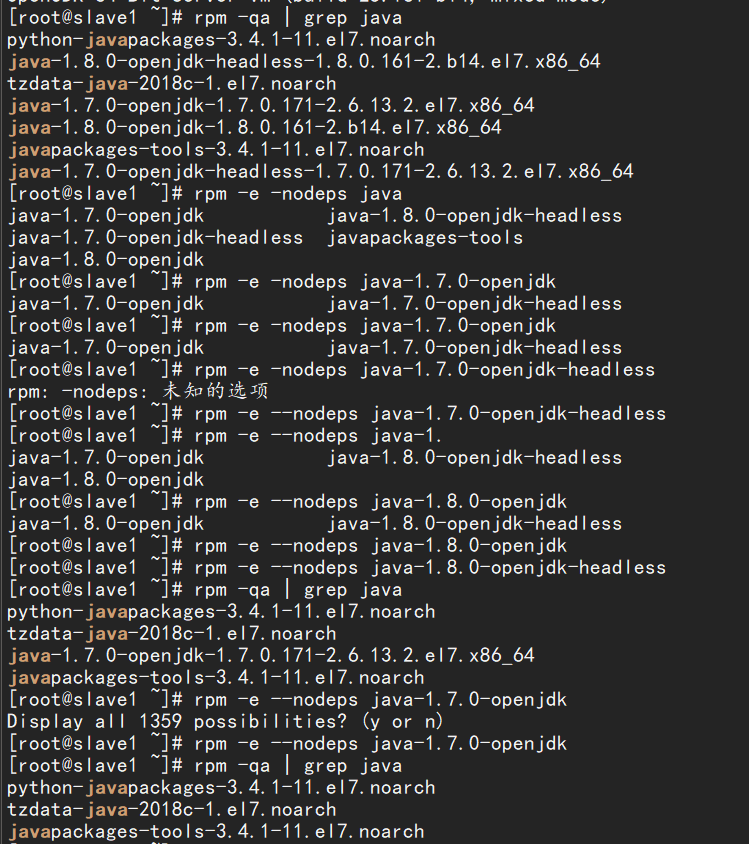 [root@slave1 ~]# rpm -qa | grep java
python-javapackages-3.4.1-11.el7.noarch
java-1.8.0-openjdk-headless-1.8.0.161-2.b14.el7.x86_64
tzdata-java-2018c-1.el7.noarch
java-1.7.0-openjdk-1.7.0.171-2.6.13.2.el7.x86_64
java-1.8.0-openjdk-1.8.0.161-2.b14.el7.x86_64
javapackages-tools-3.4.1-11.el7.noarch
java-1.7.0-openjdk-headless-1.7.0.171-2.6.13.2.el7.x86_64
[root@slave1 ~]# rpm -e -nodeps java
java-1.7.0-openjdk           java-1.8.0-openjdk-headless
java-1.7.0-openjdk-headless  javapackages-tools
java-1.8.0-openjdk
[root@slave1 ~]# rpm -e -nodeps java-1.7.0-openjdk
java-1.7.0-openjdk           java-1.7.0-openjdk-headless
[root@slave1 ~]# rpm -e -nodeps java-1.7.0-openjdk
java-1.7.0-openjdk           java-1.7.0-openjdk-headless
[root@slave1 ~]# rpm -e -nodeps java-1.7.0-openjdk-headless
rpm: -nodeps: 未知的选项
[root@slave1 ~]# rpm -e --nodeps java-1.7.0-openjdk-headless
[root@slave1 ~]# rpm -e --nodeps java-1.
java-1.7.0-openjdk           java-1.8.0-openjdk-headless
java-1.8.0-openjdk
[root@slave1 ~]# rpm -e --nodeps java-1.8.0-openjdk
java-1.8.0-openjdk           java-1.8.0-openjdk-headless
[root@slave1 ~]# rpm -e --nodeps java-1.8.0-openjdk
[root@slave1 ~]# rpm -e --nodeps java-1.8.0-openjdk-headless
[root@slave1 ~]# rpm -qa | grep java
python-javapackages-3.4.1-11.el7.noarch
tzdata-java-2018c-1.el7.noarch
java-1.7.0-openjdk-1.7.0.171-2.6.13.2.el7.x86_64
javapackages-tools-3.4.1-11.el7.noarch
[root@slave1 ~]# rpm -e --nodeps java-1.7.0-openjdk
Display all 1359 possibilities? (y or n)
[root@slave1 ~]# rpm -e --nodeps java-1.7.0-openjdk
[root@slave1 ~]# rpm -qa | grep java
python-javapackages-3.4.1-11.el7.noarch
tzdata-java-2018c-1.el7.noarch
javapackages-tools-3.4.1-11.el7.noarch